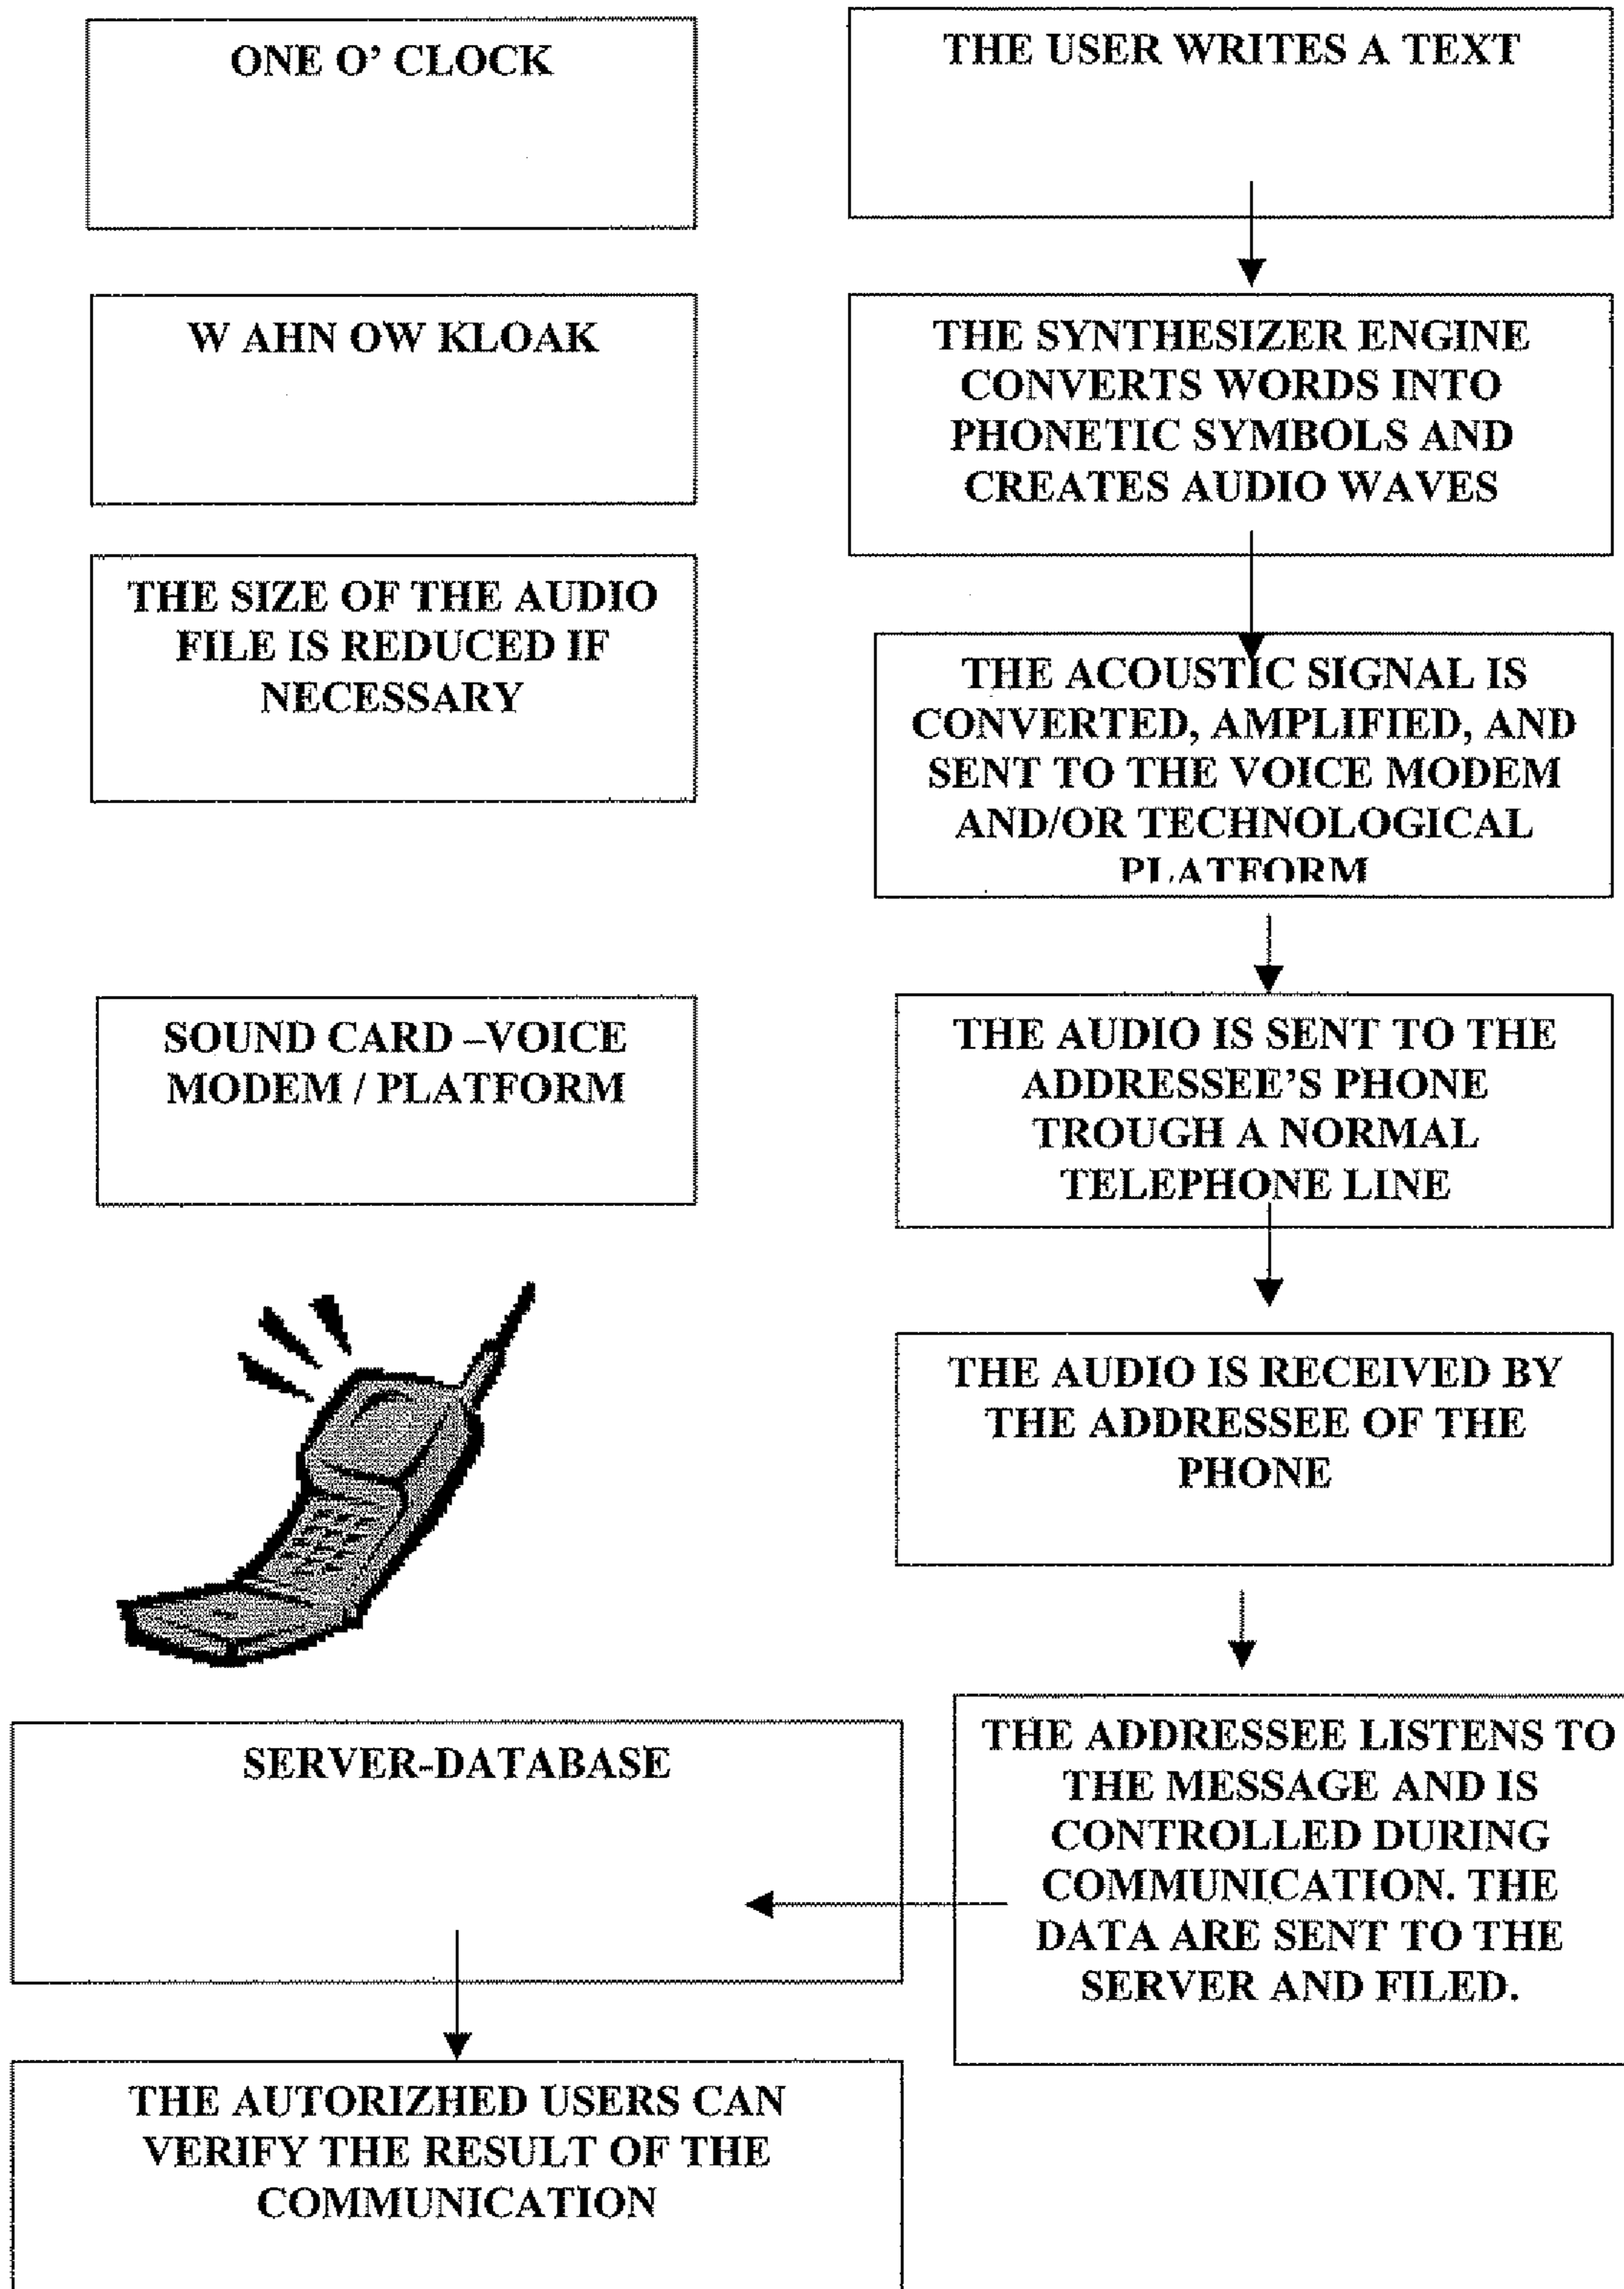 ONE O' CLOCK
THE USER WRITES A TEXT
W AHN OW KLOAK
THE SYNTHESIZER ENGINE
CONVERTS WORDS INTO
PHONETIC SYMBOLS AND
CREATES AUDIO WAVES
THE SIZE OF THE AUDIO
FILE IS REDUCED IF
NECESSARY
THE ACOUSTIC SIGNAL IS
CONVERTED, AMPLIFIED, AND
SENT TO THE VOICE MODEM
AND/OR TECHNOLOGICAL
PLATFORM
SOUND CARD –VOICE
MODEM / PLATFORM
THE AUDIO IS SENT TO THE
ADDRESSEE'S PHONE
TROUGH A NORMAL
TELEPHONE LINE
THE AUDIO IS RECEIVED BY
THE ADDRESSEE OF THE
PHONE
SERVER-DATABASE
THE ADDRESSEE LISTENS TO
THE MESSAGE AND IS
CONTROLLED DURING
COMMUNICATION. THE
DATA ARE SENT TO THE
SERVER AND FILED.
THE AUTORIZHED USERS CAN
VERIFY THE RESULT OF THE
COMMUNICATION